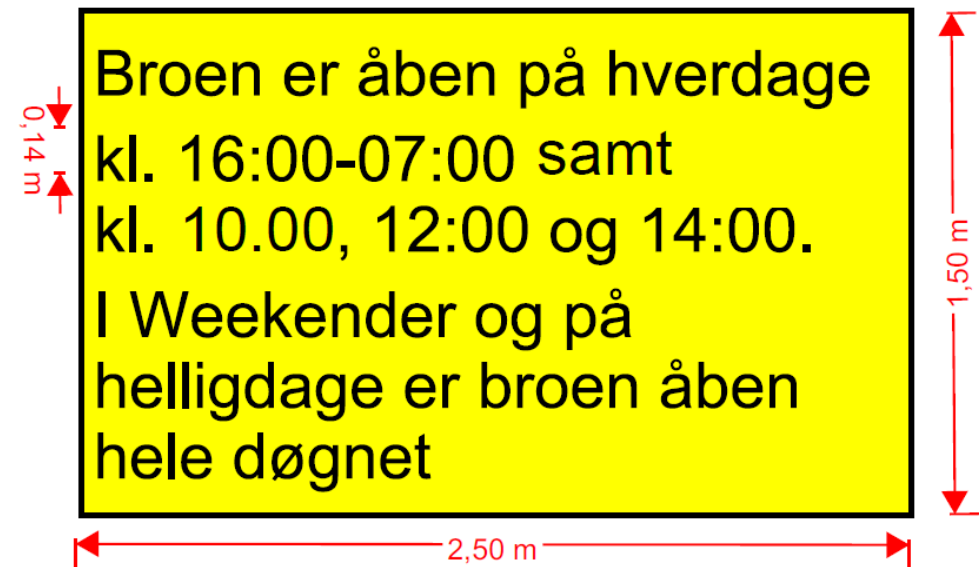 Broen er åben på hverdage
kl. 16:00-07:00 samt
kl. 10.00, 12:00 og 14:00.
I Weekender og på
helligdage er broen åben
hele døgnet
0,14 m
1,50 m
2,50 m